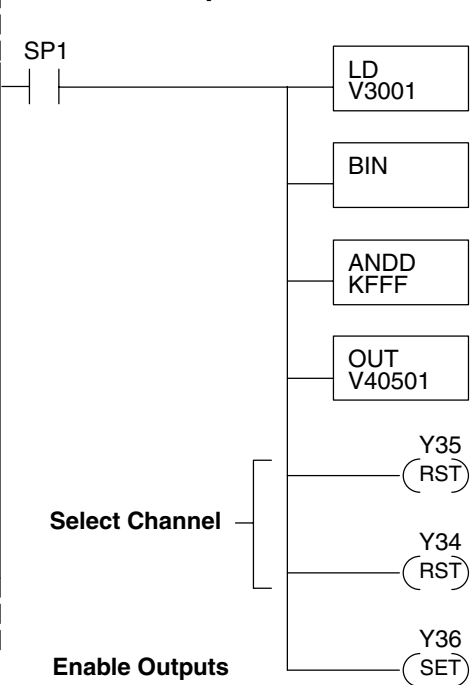 SP1
LD
V3001
BIN
ANDD
KFFF
OUT
V40501
Y35
RST
Select Channel
Y34
RST
Y36
Enable Outputs
SET